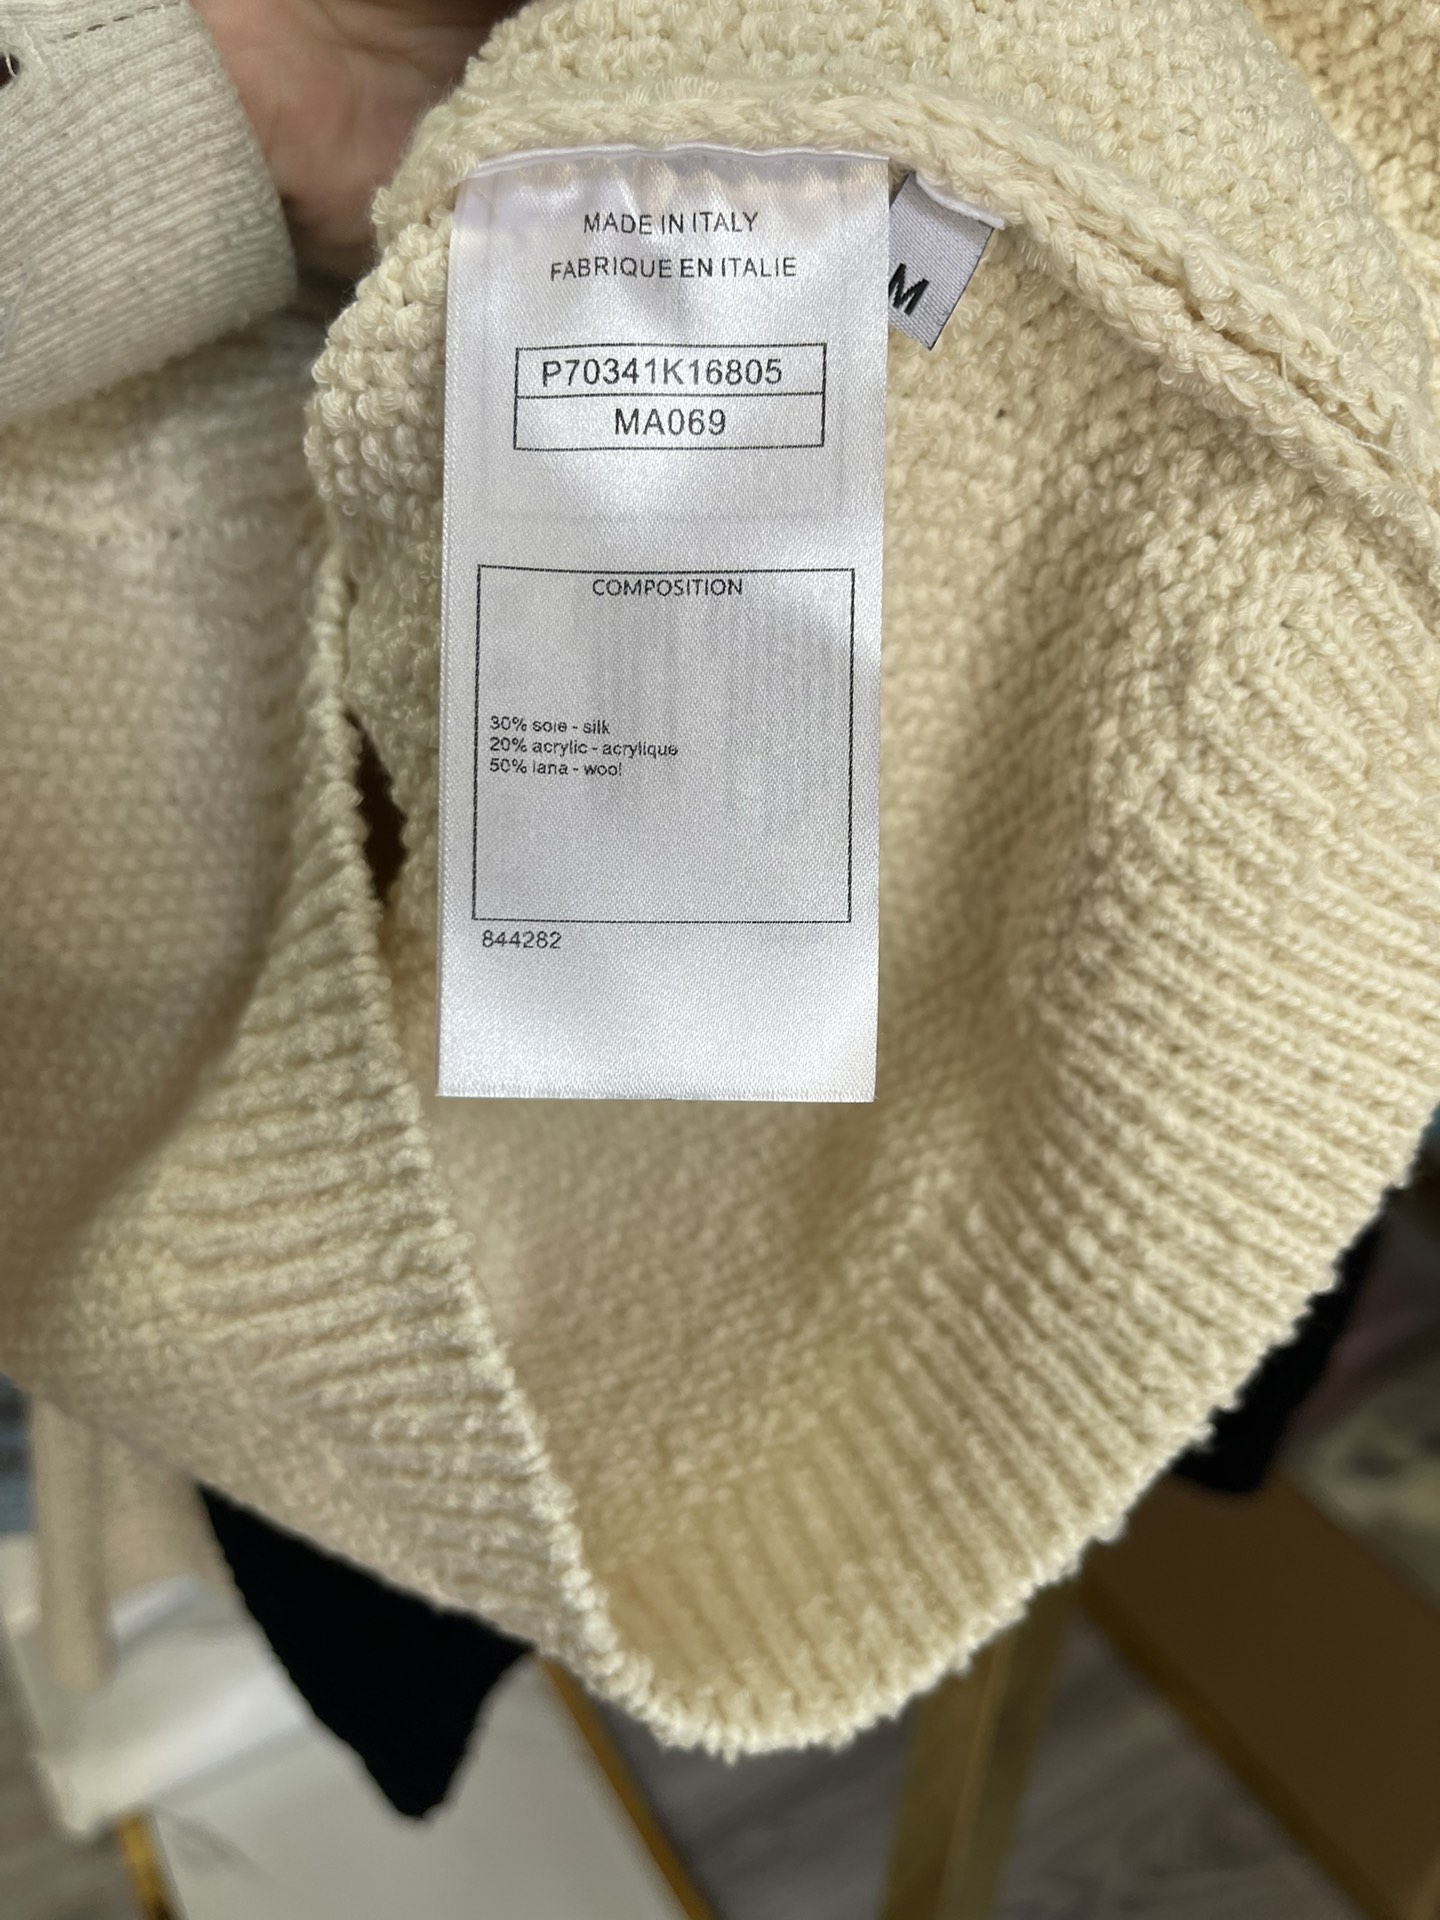 MADE IN ITALY
FABRIQUE EN ITALIE
M
P70341K16805
MA069
COMPOSITION
30% soie - silk
20% acrylic - acrylique
50% lana - wool
844282